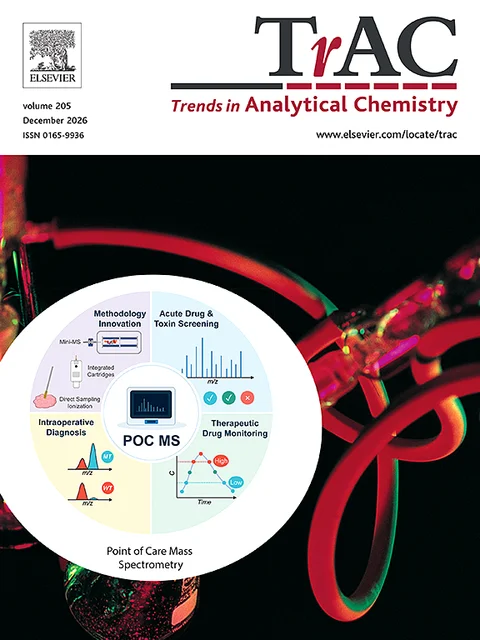 TrAC
ELSEVIER
volume 205
December 2026
ISSN 0165-9936
Trends in Analytical Chemistry
www.elsevier.com/locate/trac
Methodology
Innovation
Mini-MS
Integrated
Cartridges
Direct Sampling
Ionization
Acute Drug &
Toxin Screening
m/z
POC MS
Intraoperative
Diagnosis
MT
m/z
WT
m/z
Therapeutic
Drug Monitoring
High
Low
C
Time
Point of Care Mass
Spectrometry